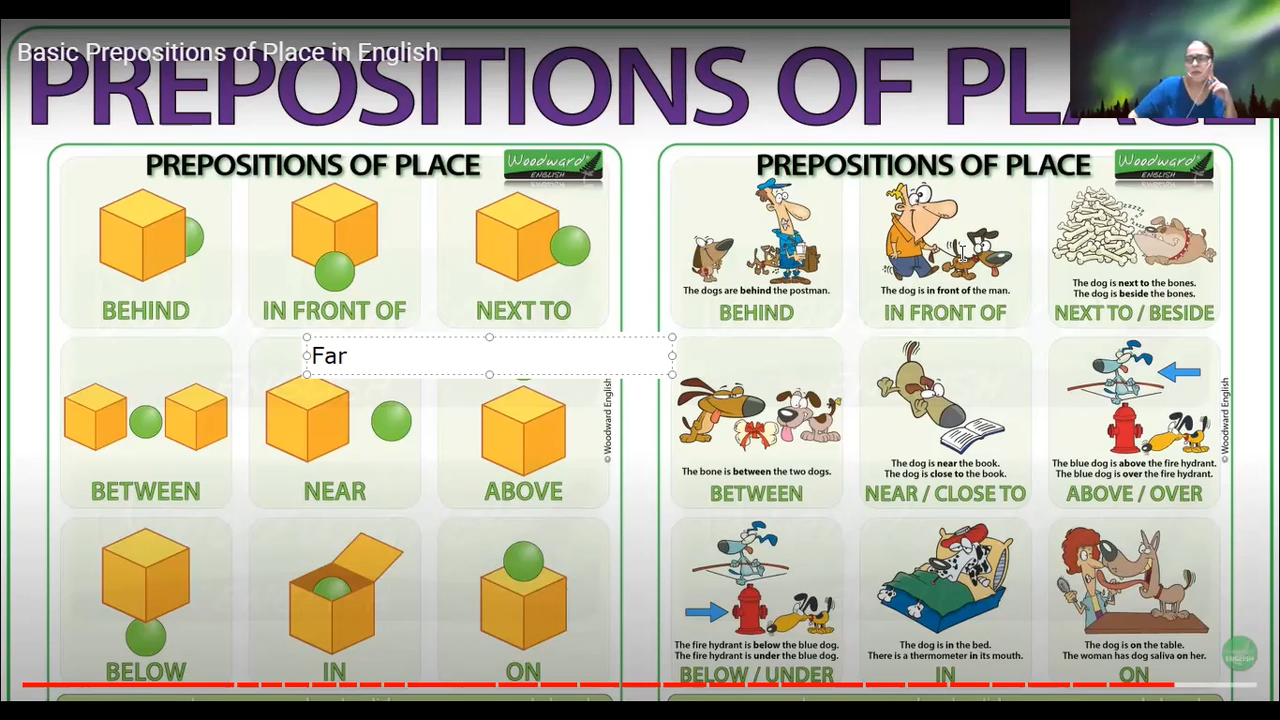 Basic Prepositions of Place in English
PREPOSITIONS OF
PREPOSITIONS OF PLACE
Woodward
ENGLISH
BEHIND
IN FRONT OF
NEXT TO
Far
BETWEEN
NEAR
ABOVE
© Woodward English
BELOW
IN
ON
PREPOSITIONS OF PLACE
Woodward
ENGLISH
The dogs are behind the postman.
BEHIND
The dog is in front of the man.
IN FRONT OF
zzzzz
The dog is next to the bones.
The dog is beside the bones.
NEXT TO / BESIDE
The bone is between the two dogs.
BETWEEN
The dog is near the book.
The dog is close to the book.
NEAR / CLOSE TO
The blue dog is above the fire hydrant.
The blue dog is over the fire hydrant.
ABOVE / OVER
© Woodward English
The fire hydrant is below the blue dog.
The fire hydrant is under the blue dog.
BELOW / UNDER
The dog is in the bed.
There is a thermometer in its mouth.
IN
The dog is on the table.
The woman has dog saliva on her.
ON
ENGLISH